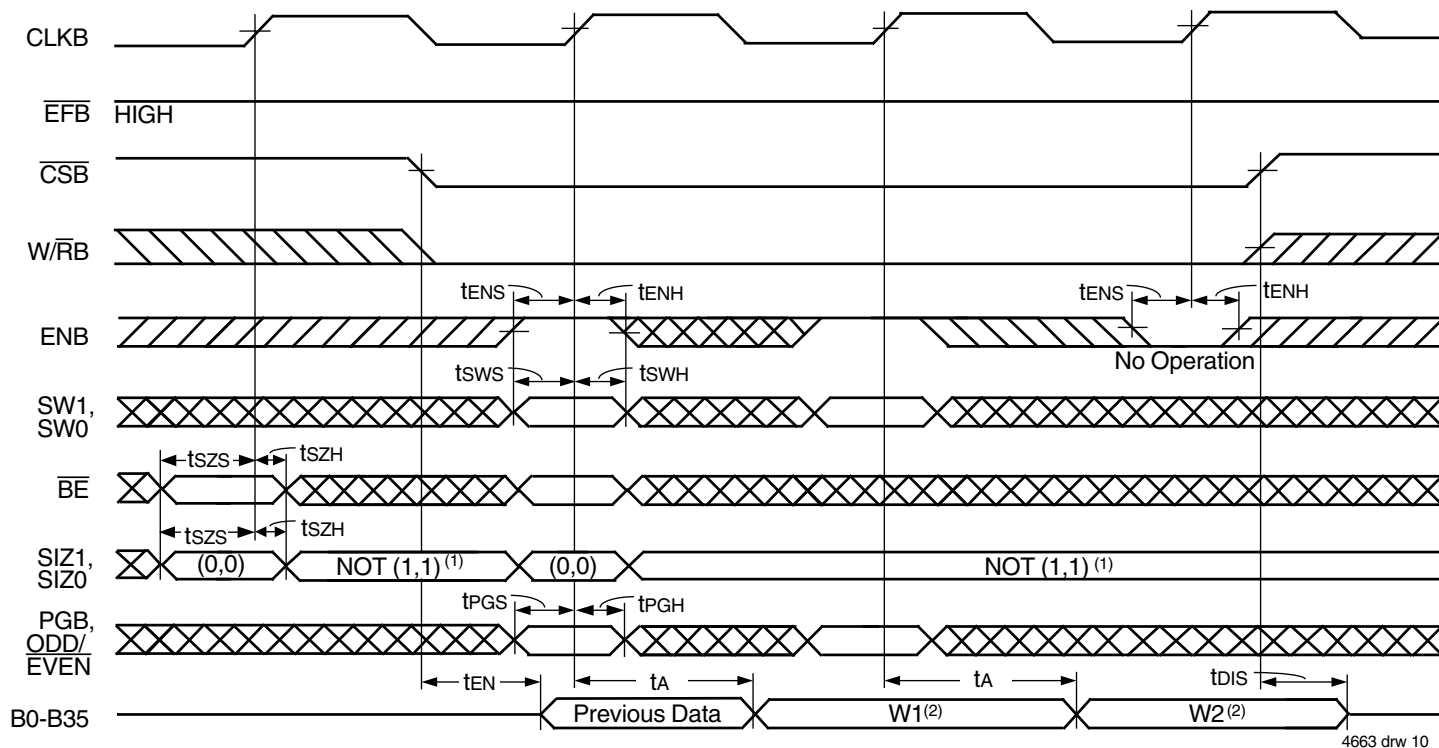 CLKB
EFB HIGH
CSB
W/RB
tENS tENH tENS tENH
ENB
No Operation
tSWS tSWH
SW1,
SW0
tSZS tSZH
BE
tSZS tSZH
SIZ1,
SIZ0
(0,0) NOT (1,1) (1) (0,0) NOT (1,1) (1)
tPGS tPGH
PGB,
ODD/
EVEN
tEN tA tA tDIS
B0-B35 Previous Data W1(2) W2(2)
4663 drw 10